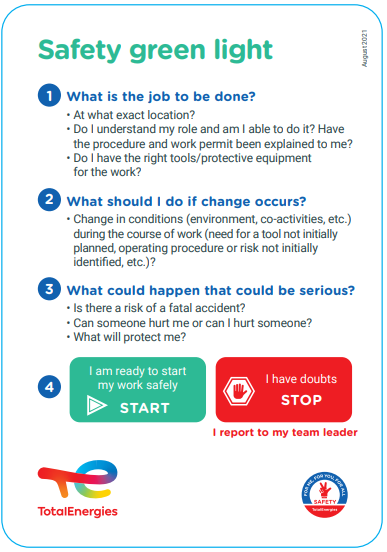 August2021
Safety green light
1 What is the job to be done?
• At what exact location?
• Do I understand my role and am I able to do it? Have
the procedure and work permit been explained to me?
• Do I have the right tools/protective equipment
for the work?
2 What should I do if change occurs?
• Change in conditions (environment, co-activities, etc.)
during the course of work (need for a tool not initially
planned, operating procedure or risk not initially
identified, etc.)?
3 What could happen that could be serious?
• Is there a risk of a fatal accident?
• Can someone hurt me or can I hurt someone?
• What will protect me?
4
I am ready to start
my work safely
START
I have doubts
STOP
I report to my team leader
TotalEnergies
FOR ME, FOR YOU, FOR ALL
SAFETY
TotalEnergies